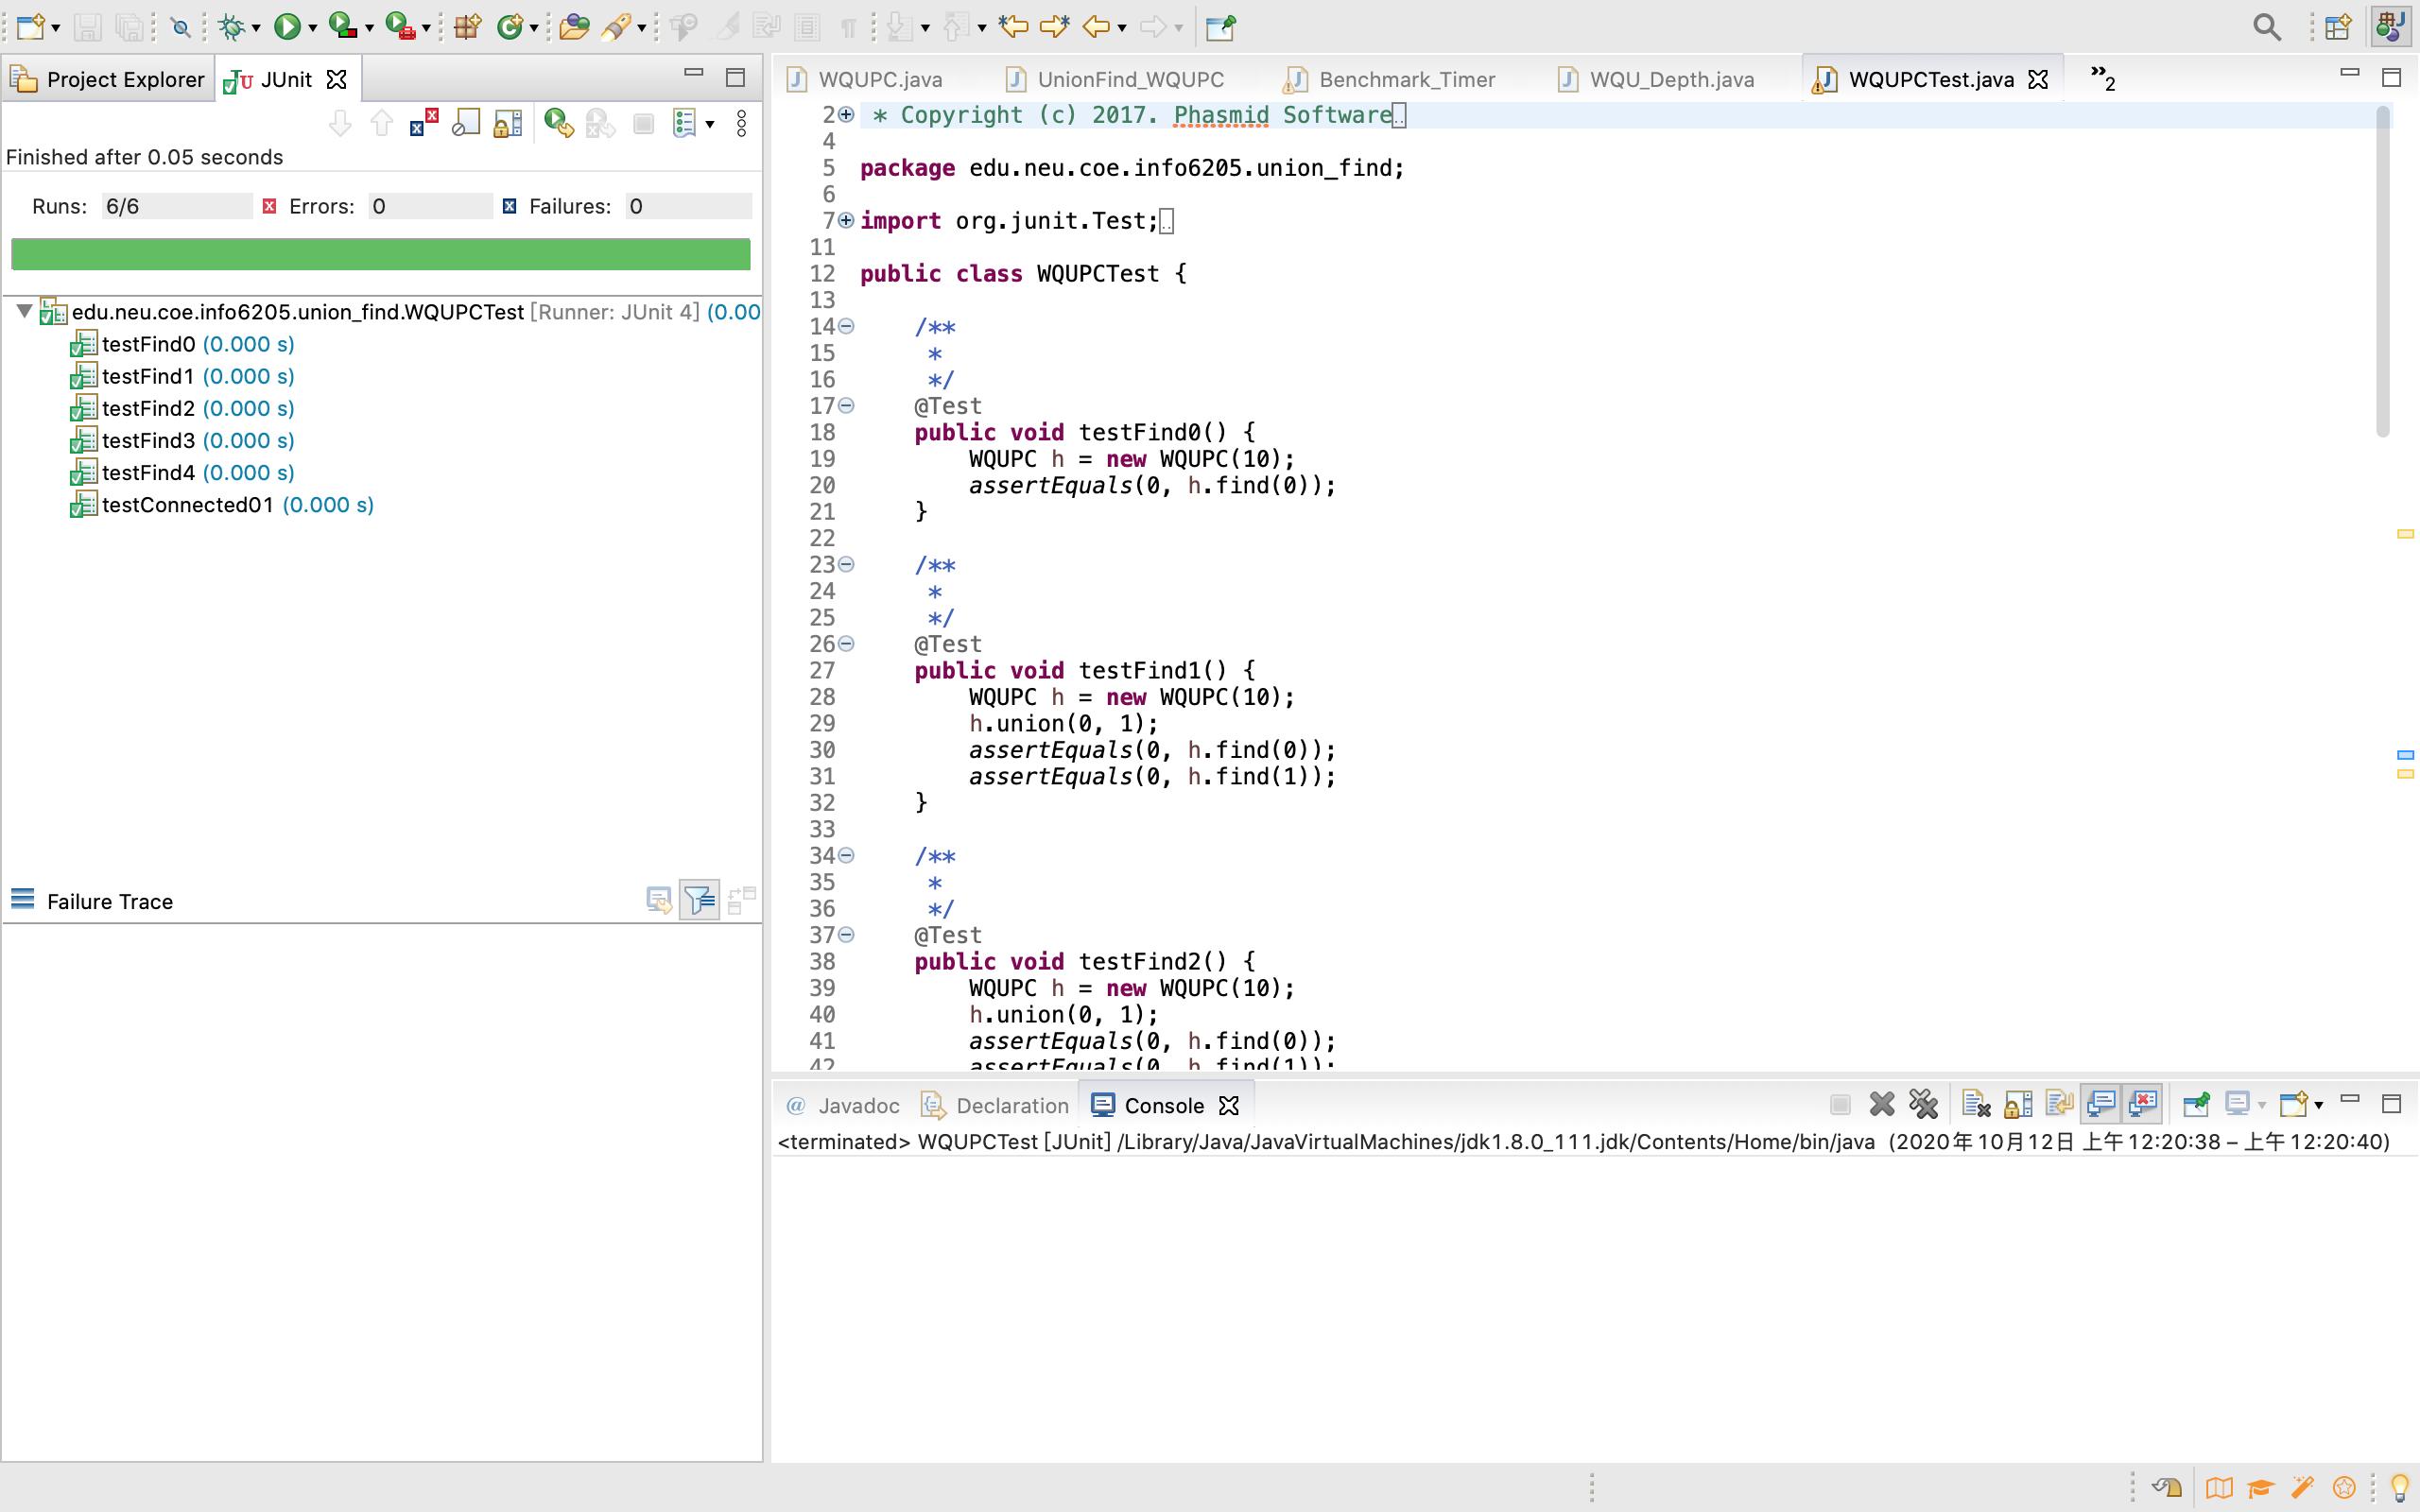 Project Explorer JUnit
Finished after 0.05 seconds
Runs: 6/6 Errors: 0 Failures: 0
edu.neu.coe.info6205.union_find.WQUPCTest [Runner: JUnit 4] (0.00
testFind0 (0.000 s)
testFind1 (0.000 s)
testFind2 (0.000 s)
testFind3 (0.000 s)
testFind4 (0.000 s)
testConnected01 (0.000 s)
Failure Trace
WQUPC.java UnionFind_WQUPC Benchmark_Timer WQU_Depth.java WQUPCTest.java »2
2 * Copyright (c) 2017. Phasmid Software..
4
5 package edu.neu.coe.info6205.union_find;
6
7 import org.junit.Test;..
11
12 public class WQUPCTest {
13
14 /**
15 *
16 */
17 @Test
18 public void testFind0() {
19 WQUPC h = new WQUPC(10);
20 assertEquals(0, h.find(0));
21 }
22
23 /**
24 *
25 */
26 @Test
27 public void testFind1() {
28 WQUPC h = new WQUPC(10);
29 h.union(0, 1);
30 assertEquals(0, h.find(0));
31 assertEquals(0, h.find(1));
32 }
33
34 /**
35 *
36 */
37 @Test
38 public void testFind2() {
39 WQUPC h = new WQUPC(10);
40 h.union(0, 1);
41 assertEquals(0, h.find(0));
42 assertEquals(0, h.find(1));
@ Javadoc Declaration Console
<terminated> WQUPCTest [JUnit] /Library/Java/JavaVirtualMachines/jdk1.8.0_111.jdk/Contents/Home/bin/java (2020年10月12日 上午12:20:38 – 上午12:20:40)